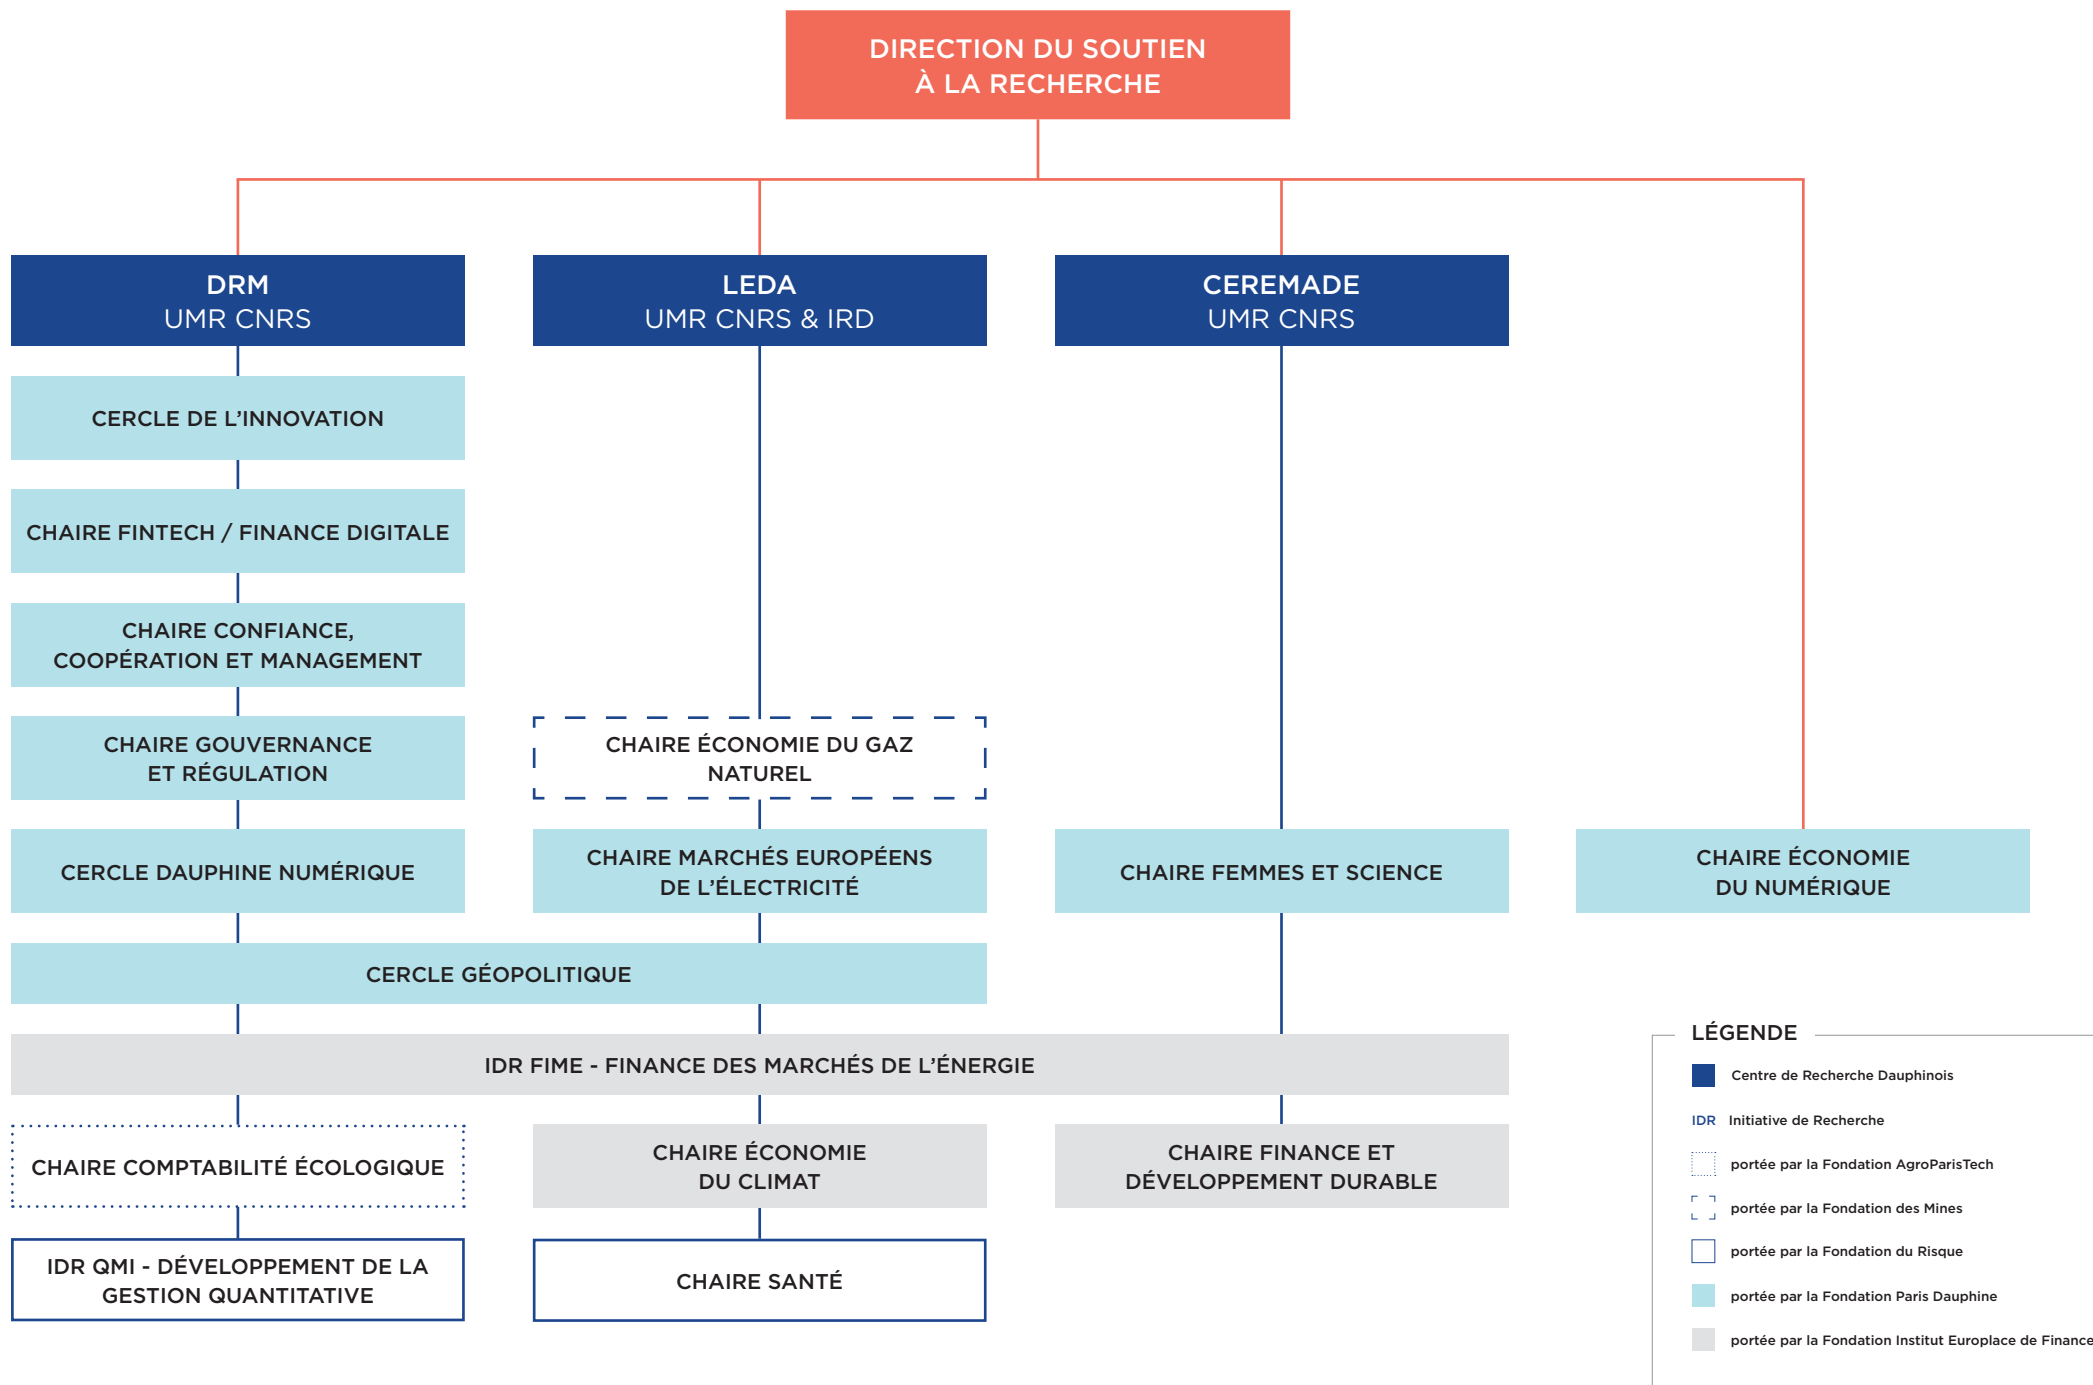 DIRECTION DU SOUTIEN
À LA RECHERCHE
DRM
UMR CNRS
LEDA
UMR CNRS & IRD
CEREMADE
UMR CNRS
CERCLE DE L’INNOVATION
CHAIRE FINTECH / FINANCE DIGITALE
CHAIRE CONFIANCE,
COOPÉRATION ET MANAGEMENT
CHAIRE GOUVERNANCE
ET RÉGULATION
CHAIRE ÉCONOMIE DU GAZ
NATUREL
CERCLE DAUPHINE NUMÉRIQUE
CHAIRE MARCHÉS EUROPÉENS
DE L’ÉLECTRICITÉ
CHAIRE FEMMES ET SCIENCE
CHAIRE ÉCONOMIE
DU NUMÉRIQUE
CERCLE GÉOPOLITIQUE
IDR FIME - FINANCE DES MARCHÉS DE L’ÉNERGIE
CHAIRE COMPTABILITÉ ÉCOLOGIQUE
CHAIRE ÉCONOMIE
DU CLIMAT
CHAIRE FINANCE ET
DÉVELOPPEMENT DURABLE
IDR QMI - DÉVELOPPEMENT DE LA
GESTION QUANTITATIVE
CHAIRE SANTÉ
LÉGENDE
Centre de Recherche Dauphinois
IDR Initiative de Recherche
portée par la Fondation AgroParisTech
portée par la Fondation des Mines
portée par la Fondation du Risque
portée par la Fondation Paris Dauphine
portée par la Fondation Institut Europlace de Finance